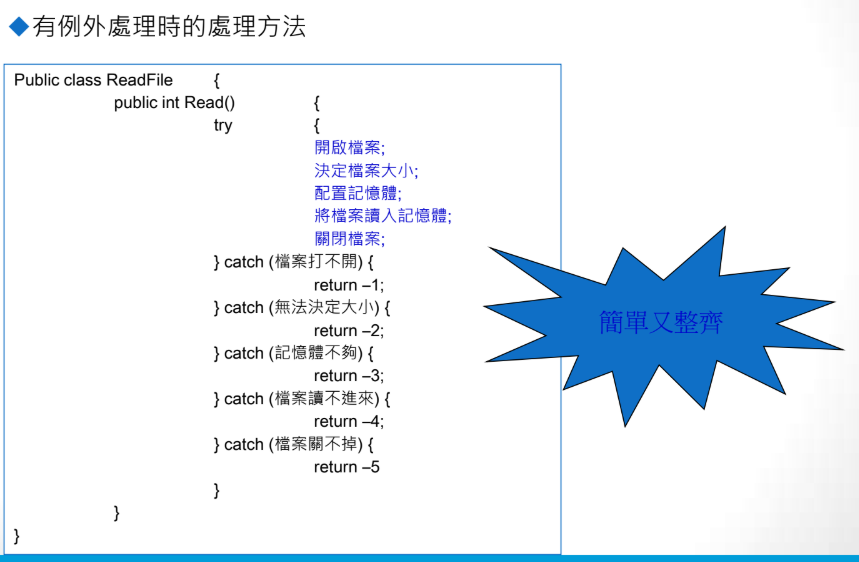 ◆有例外處理時的處理方法
Public class ReadFile {
public int Read() {
try {
開啟檔案;
決定檔案大小;
配置記憶體;
將檔案讀入記憶體;
關閉檔案;
} catch (檔案打不開) {
return –1;
} catch (無法決定大小) {
return –2;
} catch (記憶體不夠) {
return –3;
} catch (檔案讀不進來) {
return –4;
} catch (檔案關不掉) {
return –5
}
}
}
簡單又整齊